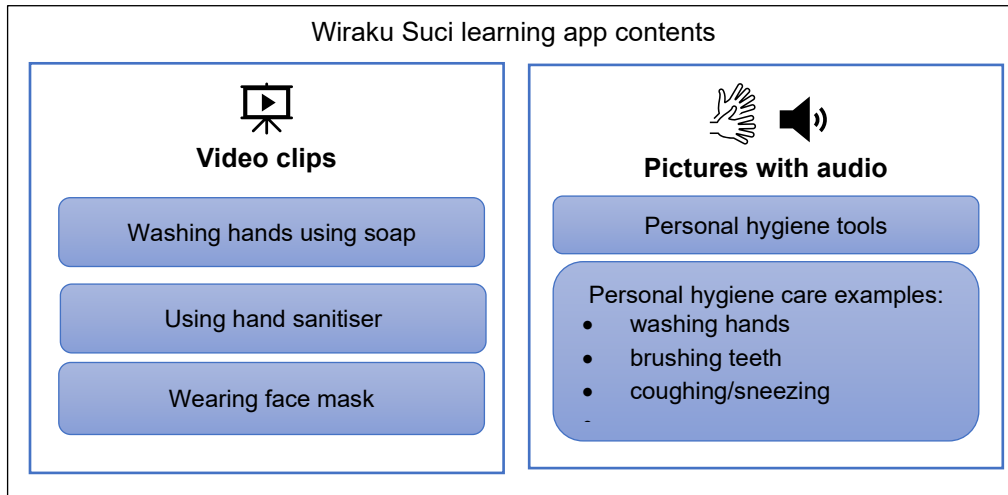 Wiraku Suci learning app contents
Video clips
Washing hands using soap
Using hand sanitiser
Wearing face mask
Pictures with audio
Personal hygiene tools
Personal hygiene care examples:
• washing hands
• brushing teeth
• coughing/sneezing